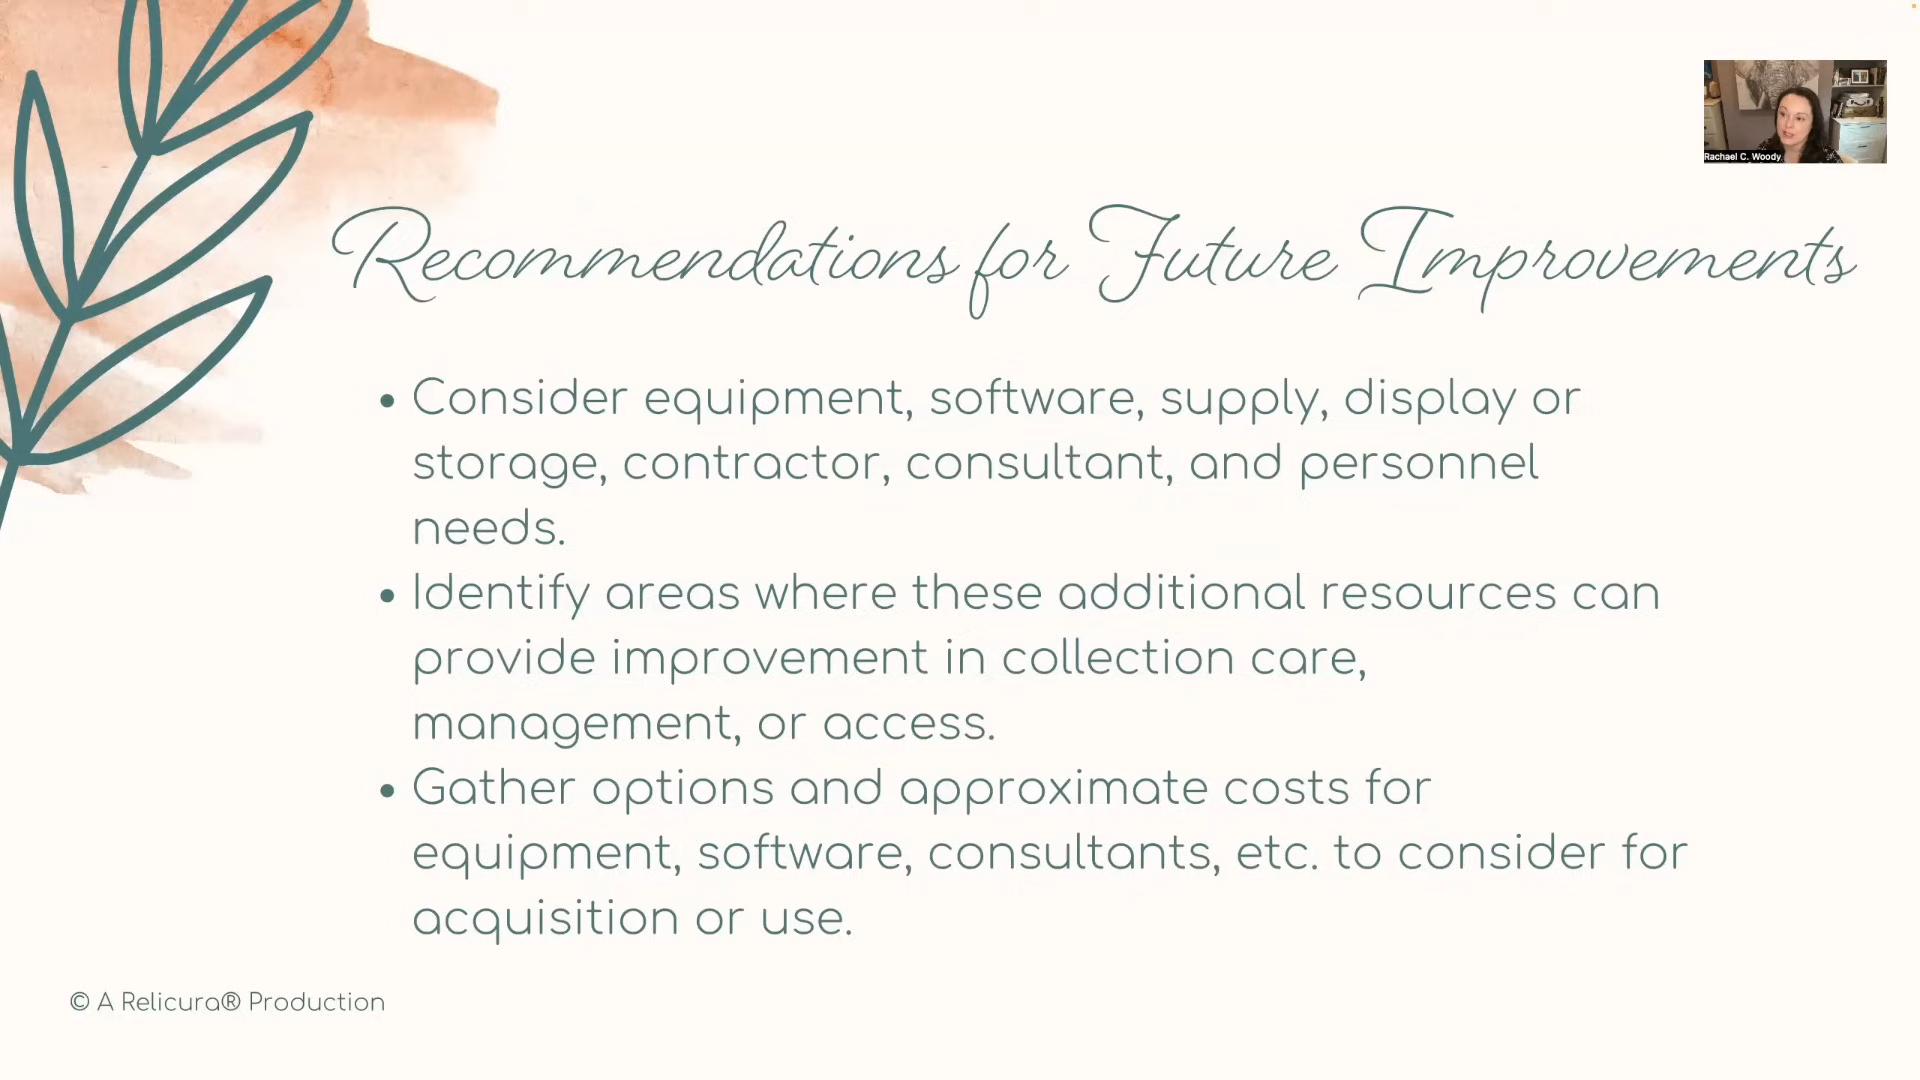 Rachael C. Woody
Recommendations for Future Improvements
• Consider equipment, software, supply, display or
storage, contractor, consultant, and personnel
needs.
• Identify areas where these additional resources can
provide improvement in collection care,
management, or access.
• Gather options and approximate costs for
equipment, software, consultants, etc. to consider for
acquisition or use.
© A Relicura® Production